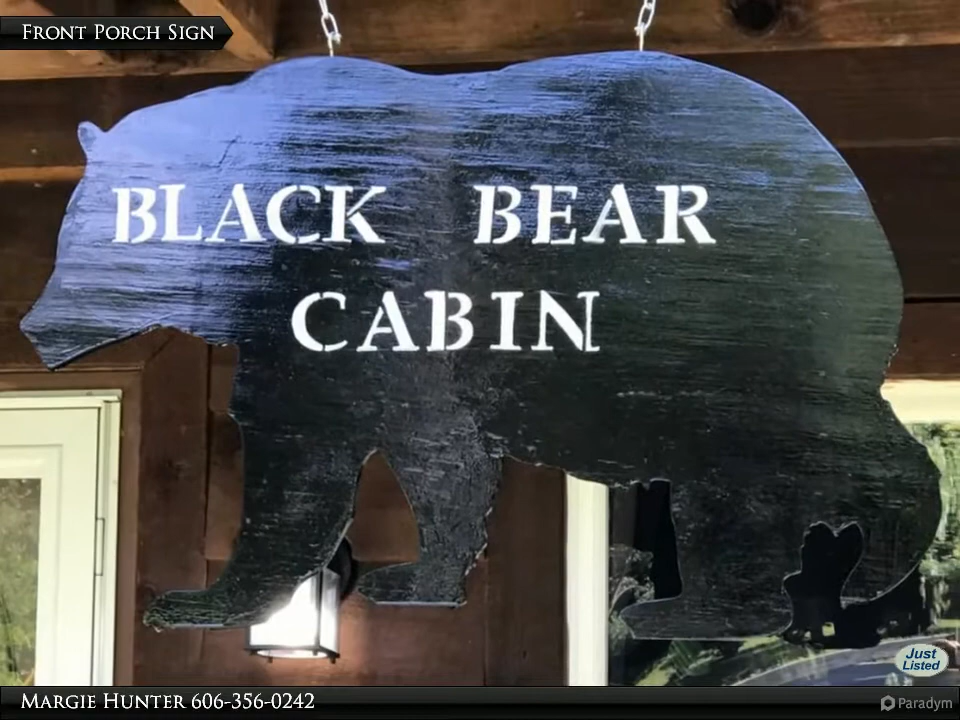 Front Porch Sign
BLACK BEAR
CABIN
Just
Listed
Margie Hunter 606-356-0242
Paradym